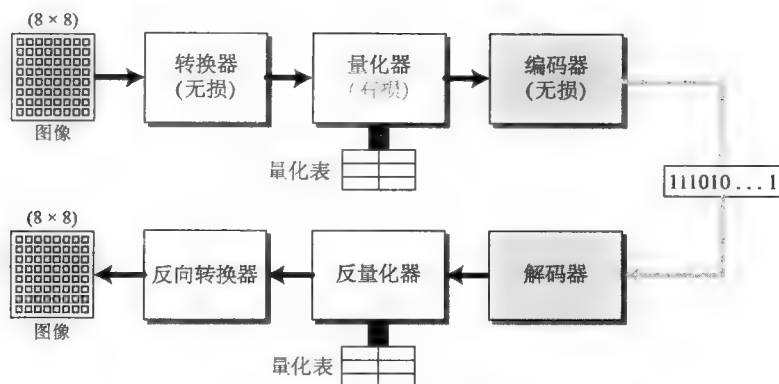 (8 × 8)
图像
转换器
(无损)
量化器
(有损)
量化表
编码器
(无损)
111010 . . . 1
(8 × 8)
图像
反向转换器
反量化器
量化表
解码器